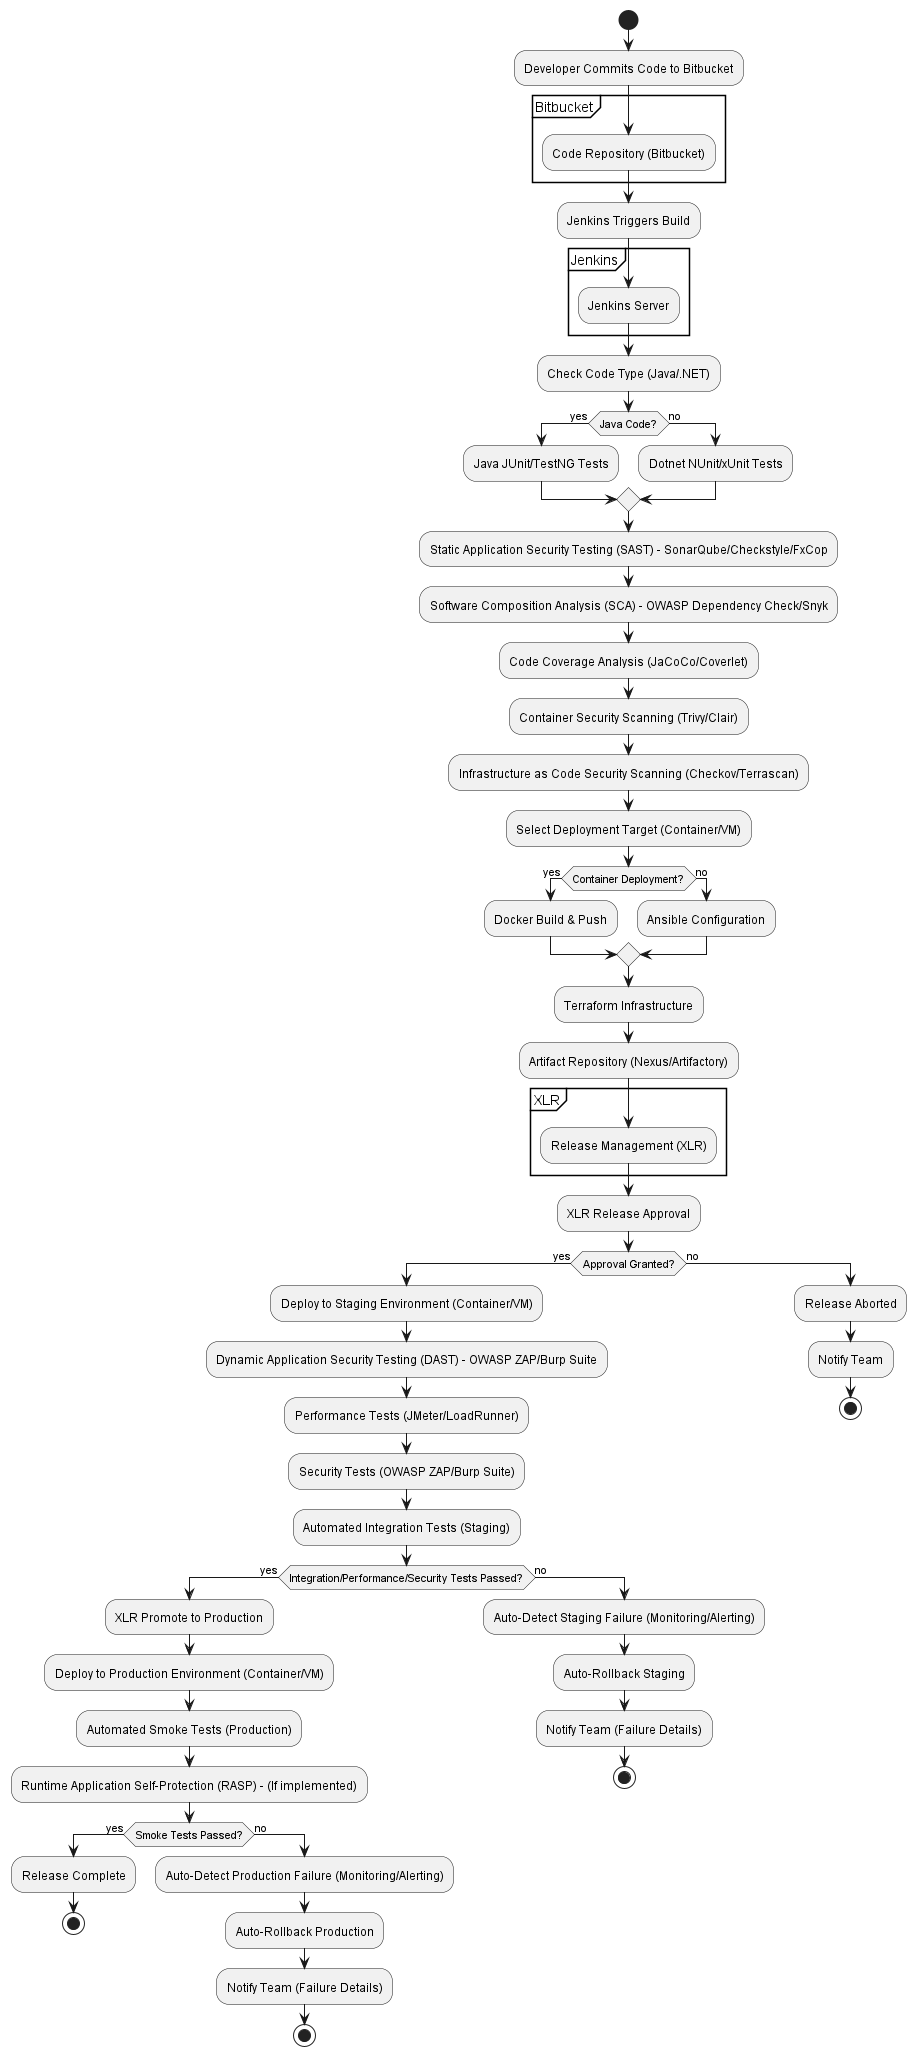 Developer Commits Code to Bitbucket
Bitbucket
Code Repository (Bitbucket)
Jenkins Triggers Build
Jenkins
Jenkins Server
Check Code Type (Java/.NET)
yes
Java Code?
no
Java JUnit/TestNG Tests
Dotnet NUnit/xUnit Tests
Static Application Security Testing (SAST) - SonarQube/Checkstyle/FxCop
Software Composition Analysis (SCA) - OWASP Dependency Check/Snyk
Code Coverage Analysis (JaCoCo/Coverlet)
Container Security Scanning (Trivy/Clair)
Infrastructure as Code Security Scanning (Checkov/Terrascan)
Select Deployment Target (Container/VM)
yes
Container Deployment?
no
Docker Build & Push
Ansible Configuration
Terraform Infrastructure
Artifact Repository (Nexus/Artifactory)
XLR
Release Management (XLR)
XLR Release Approval
yes
Approval Granted?
no
Deploy to Staging Environment (Container/VM)
Release Aborted
Dynamic Application Security Testing (DAST) - OWASP ZAP/Burp Suite
Notify Team
Performance Tests (JMeter/LoadRunner)
Security Tests (OWASP ZAP/Burp Suite)
Automated Integration Tests (Staging)
yes
Integration/Performance/Security Tests Passed?
no
XLR Promote to Production
Auto-Detect Staging Failure (Monitoring/Alerting)
Deploy to Production Environment (Container/VM)
Auto-Rollback Staging
Automated Smoke Tests (Production)
Notify Team (Failure Details)
Runtime Application Self-Protection (RASP) - (If implemented)
yes
Smoke Tests Passed?
no
Release Complete
Auto-Detect Production Failure (Monitoring/Alerting)
Auto-Rollback Production
Notify Team (Failure Details)